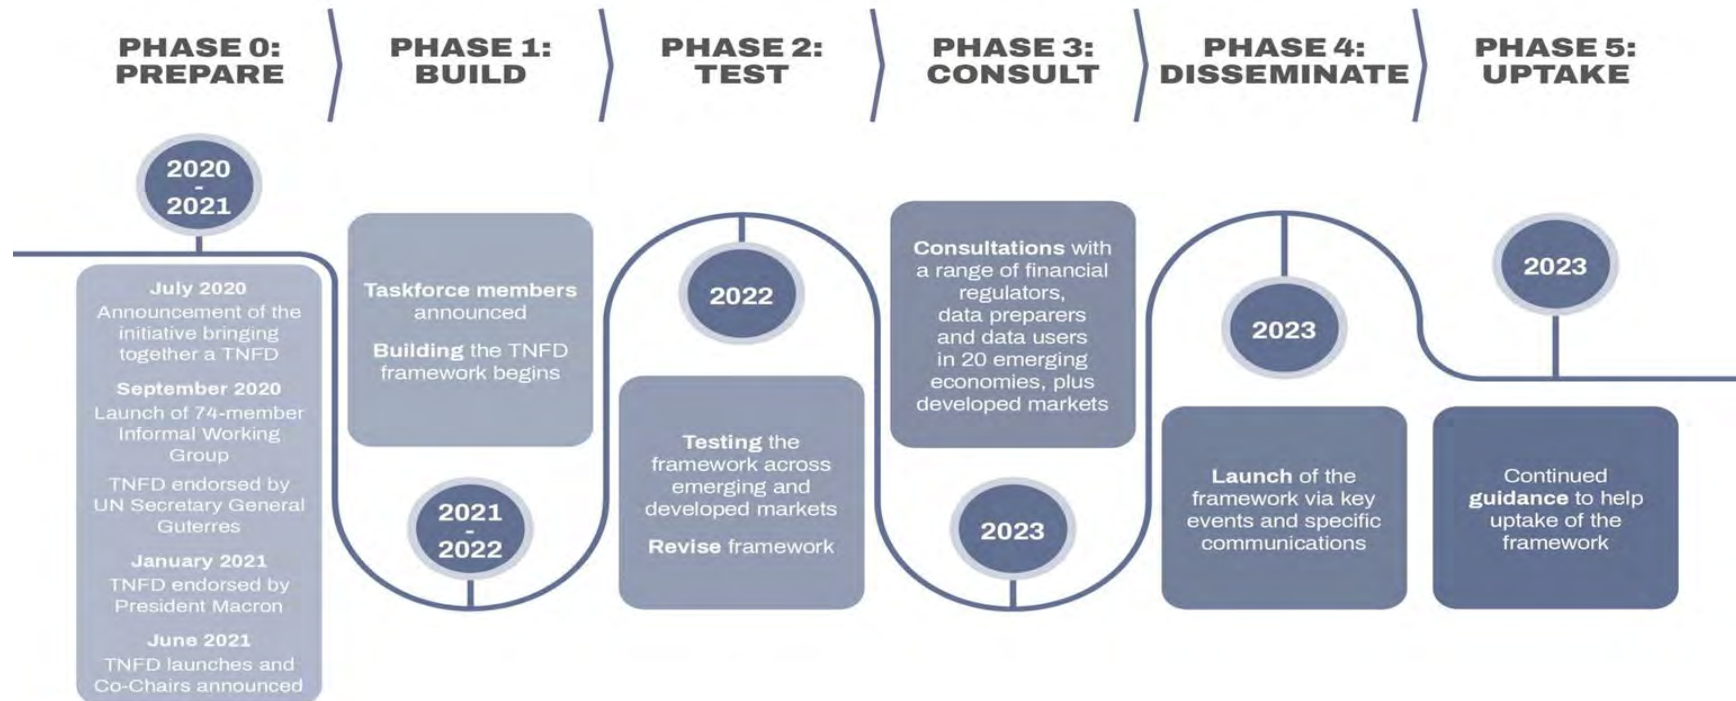 PHASE 0:
PREPARE
PHASE 1:
BUILD
PHASE 2:
TEST
PHASE 3:
CONSULT
PHASE 4:
DISSEMINATE
PHASE 5:
UPTAKE
2020
-
2021
July 2020
Announcement of the
initiative bringing
together a TNFD
September 2020
Launch of 74-member
Informal Working
Group
TNFD endorsed by
UN Secretary General
Guterres
January 2021
TNFD endorsed by
President Macron
June 2021
TNFD launches and
Co-Chairs announced
Taskforce members
announced
Building the TNFD
framework begins
2021
-
2022
2022
Testing the
framework across
emerging and
developed markets
Revise framework
Consultations with
a range of financial
regulators,
data preparers
and data users
in 20 emerging
economies, plus
developed markets
2023
2023
Launch of the
framework via key
events and specific
communications
2023
Continued
guidance to help
uptake of the
framework